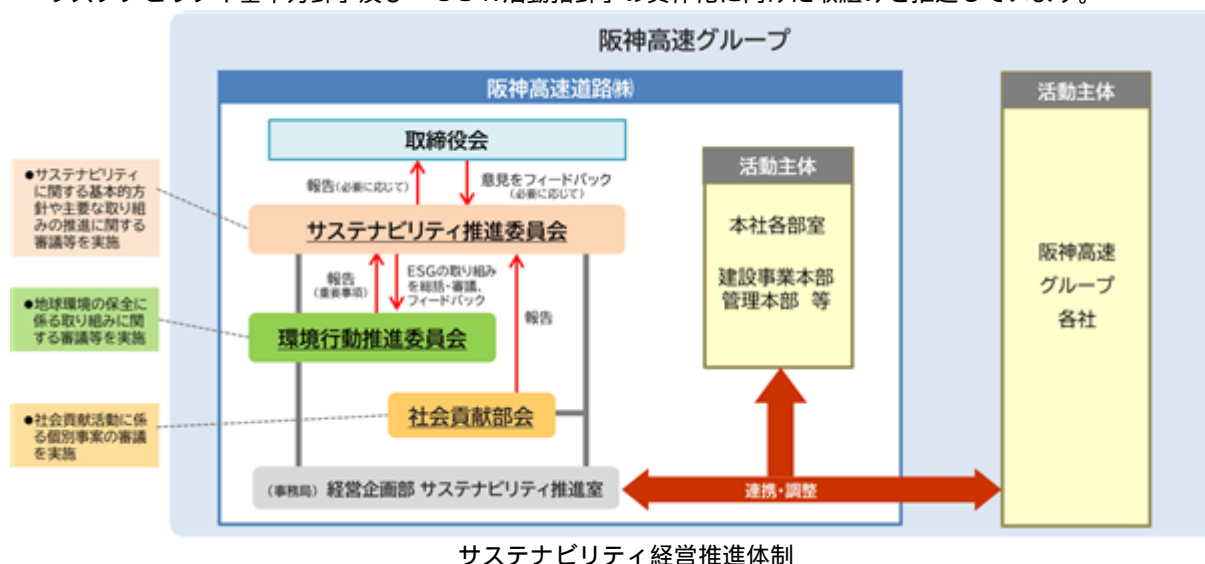 阪神高速グループ
阪神高速道路㈱
取締役会
報告(必要に応じて)
意見をフィードバック
(必要に応じて)
●サステナビリティ
に関する基本的方
針や主要な取り組
みの推進に関する
審議等を実施
サステナビリティ推進委員会
報告
(重要事項)
ESGの取り組み
を総括・審議、
フィードバック
報告
●地球環境の保全に
係る取り組みに関
する審議等を実施
環境行動推進委員会
●社会貢献活動に係
る個別事案の審議
を実施
社会貢献部会
(事務局) 経営企画部 サステナビリティ推進室
活動主体
本社各部室
建設事業本部
管理本部 等
連携・調整
活動主体
阪神高速
グループ
各社
サステナビリティ経営推進体制